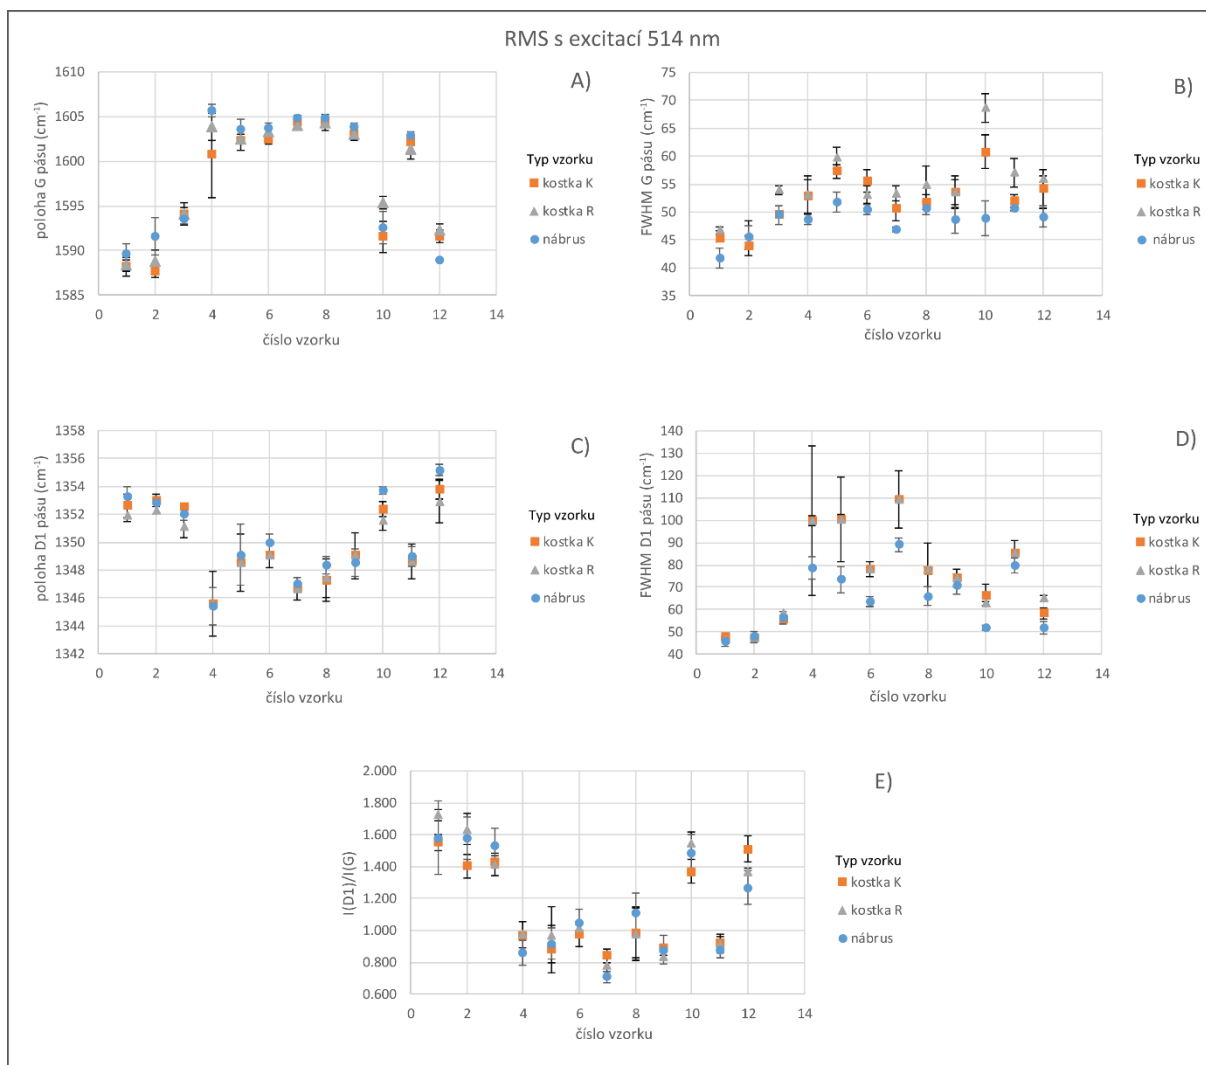 RMS s excitací 514 nm
A)
poloha G pásu (cm⁻¹)
1610
1605
1600
1595
1590
1585
0 2 4 6 8 10 12 14
číslo vzorku
Typ vzorku
kostka K
kostka R
nábrus
B)
FWHM G pásu (cm⁻¹)
75
70
65
60
55
50
45
40
35
0 2 4 6 8 10 12 14
číslo vzorku
Typ vzorku
kostka K
kostka R
nábrus
C)
poloha D1 pásu (cm⁻¹)
1358
1356
1354
1352
1350
1348
1346
1344
1342
0 2 4 6 8 10 12 14
číslo vzorku
Typ vzorku
kostka K
kostka R
nábrus
D)
FWHM D1 pásu (cm⁻¹)
140
130
120
110
100
90
80
70
60
50
40
0 2 4 6 8 10 12 14
číslo vzorku
Typ vzorku
kostka K
kostka R
nábrus
E)
I(D1)/I(G)
2.000
1.800
1.600
1.400
1.200
1.000
0.800
0.600
0 2 4 6 8 10 12 14
číslo vzorku
Typ vzorku
kostka K
kostka R
nábrus